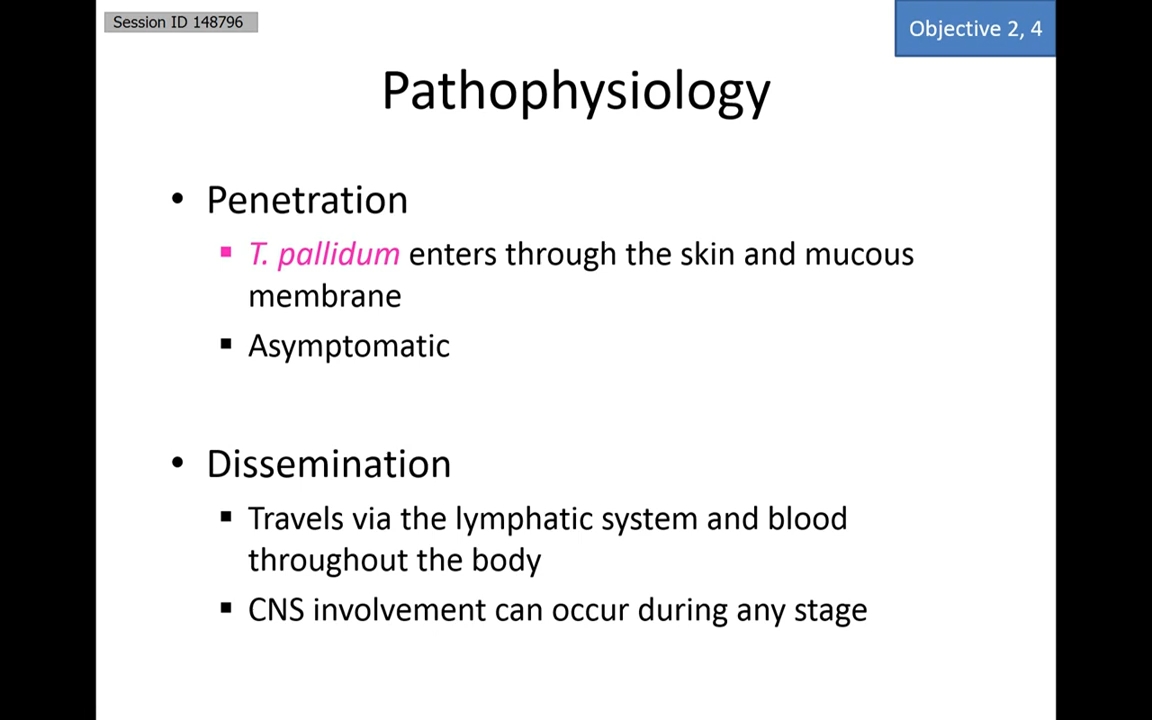 Session ID 148796
Objective 2, 4
Pathophysiology
• Penetration
▪ T. pallidum enters through the skin and mucous
membrane
▪ Asymptomatic
• Dissemination
▪ Travels via the lymphatic system and blood
throughout the body
▪ CNS involvement can occur during any stage